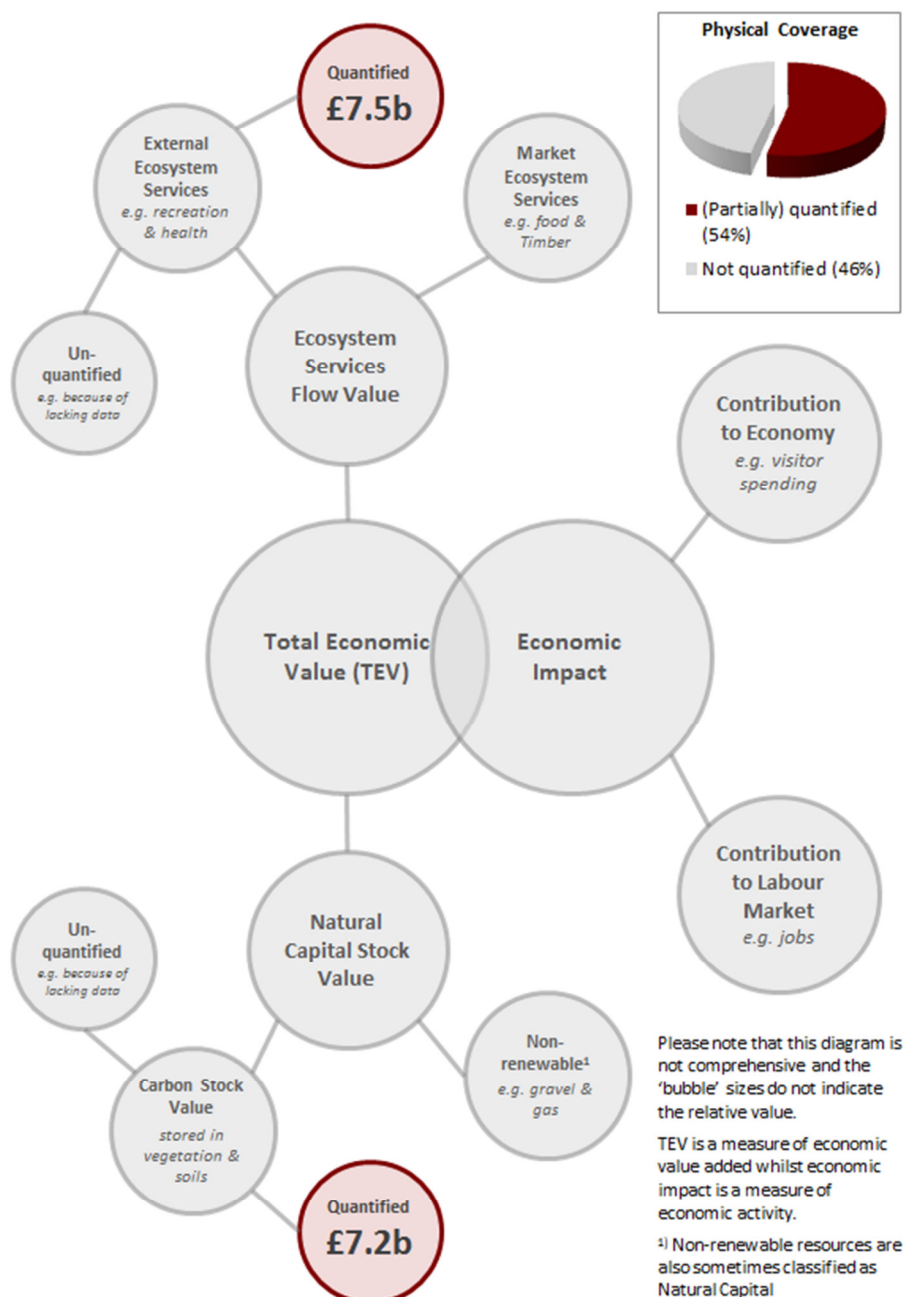 Quantified
£7.5b
External
Ecosystem
Services
e.g. recreation
& health
Market
Ecosystem
Services
e.g. food &
Timber
Physical Coverage
(Partially) quantified
(54%)
Not quantified (46%)
Un-
quantified
e.g. because of
lacking data
Ecosystem
Services
Flow Value
Contribution
to Economy
e.g. visitor
spending
Total Economic
Value (TEV)
Economic
Impact
Contribution
to Labour
Market
e.g. jobs
Natural
Capital Stock
Value
Un-
quantified
e.g. because of
lacking data
Non-
renewable¹
e.g. gravel &
gas
Carbon Stock
Value
stored in
vegetation &
soils
Quantified
£7.2b
Please note that this diagram is
not comprehensive and the
‘bubble’ sizes do not indicate
the relative value.
TEV is a measure of economic
value added whilst economic
impact is a measure of
economic activity.
¹⁾ Non-renewable resources are
also sometimes classified as
Natural Capital